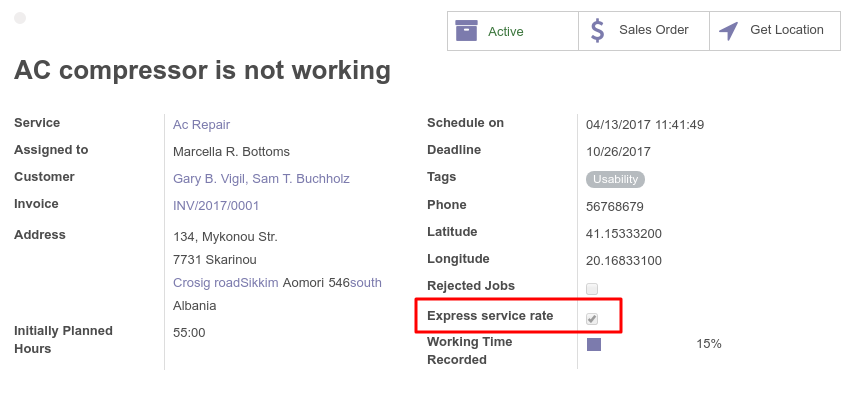 Active
Sales Order
Get Location
AC compressor is not working
Service
Ac Repair
Assigned to
Marcella R. Bottoms
Customer
Gary B. Vigil, Sam T. Buchholz
Invoice
INV/2017/0001
Address
134, Mykonou Str.
7731 Skarinou
Crosig roadSikkim Aomori 546south
Albania
Initially Planned
Hours
55:00
Schedule on
04/13/2017 11:41:49
Deadline
10/26/2017
Tags
Usability
Phone
56768679
Latitude
41.15333200
Longitude
20.16833100
Rejected Jobs
Express service rate
Working Time
Recorded
15%